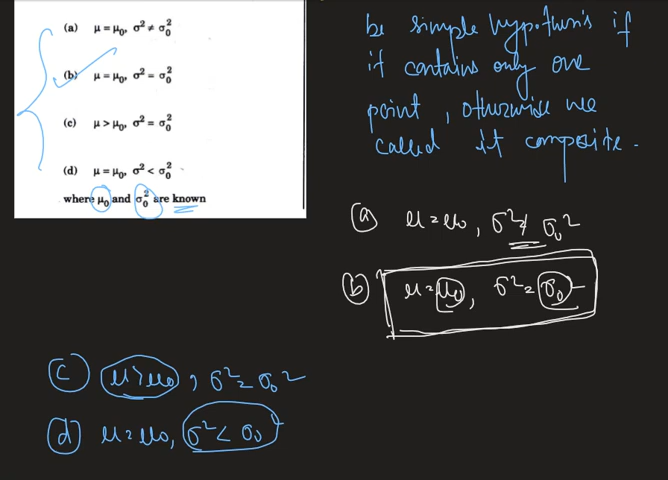 (a) μ = μ₀, σ² ≠ σ₀²
(b) μ = μ₀, σ² = σ₀²
(c) μ > μ₀, σ² = σ₀²
(d) μ = μ₀, σ² < σ₀²
where μ₀ and σ₀² are known
be simple hypothesis if
it contains only one
point, otherwise we
called it composite.
(a) μ = μ₀, σ² ≠ σ₀²
(b) μ = μ₀, σ² = σ₀²
(c) μ > μ₀, σ² = σ₀²
(d) μ = μ₀, σ² < σ₀²